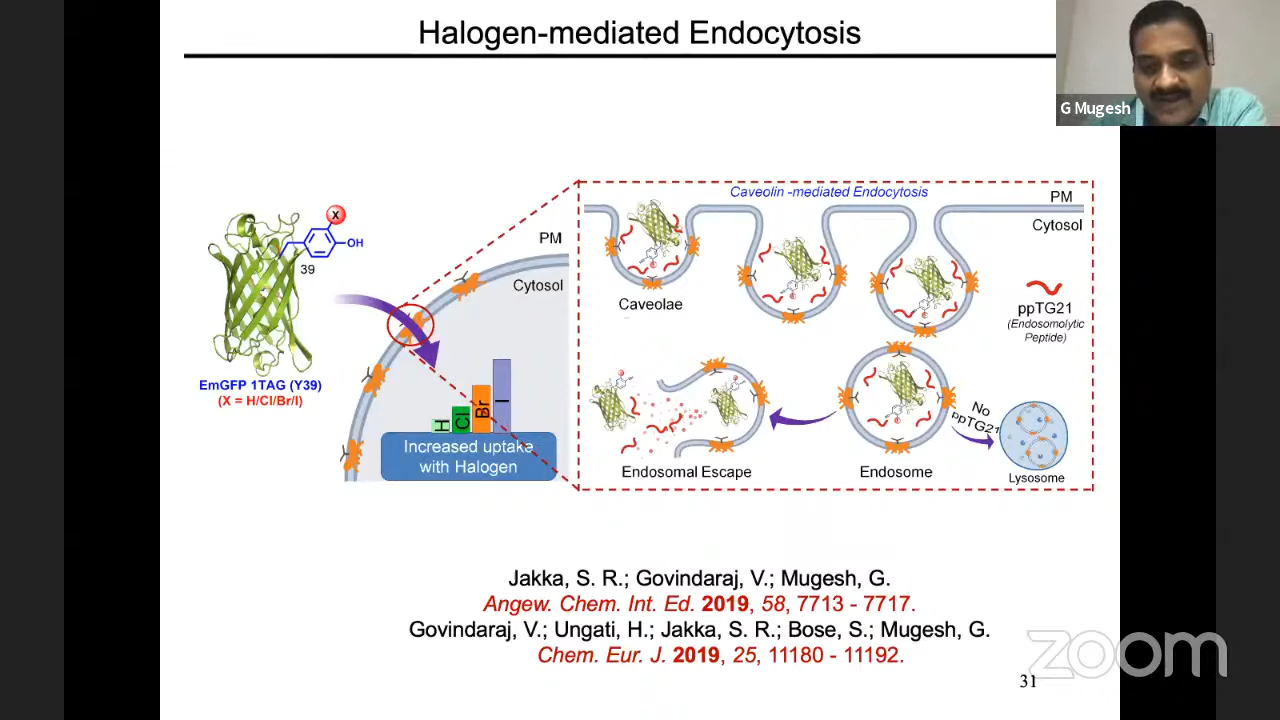 Halogen-mediated Endocytosis
G Mugesh
X
OH
39
EmGFP 1TAG (Y39)
(X = H/Cl/Br/I)
PM
Cytosol
H
Cl
Br
I
Increased uptake
with Halogen
Caveolin -mediated Endocytosis
PM
Cytosol
Caveolae
ppTG21
(Endosomolytic
Peptide)
No
ppTG21
Endosomal Escape
Endosome
Lysosome
Jakka, S. R.; Govindaraj, V.; Mugesh, G.
Angew. Chem. Int. Ed. 2019, 58, 7713 - 7717.
Govindaraj, V.; Ungati, H.; Jakka, S. R.; Bose, S.; Mugesh, G.
Chem. Eur. J. 2019, 25, 11180 - 11192.
zoom
31